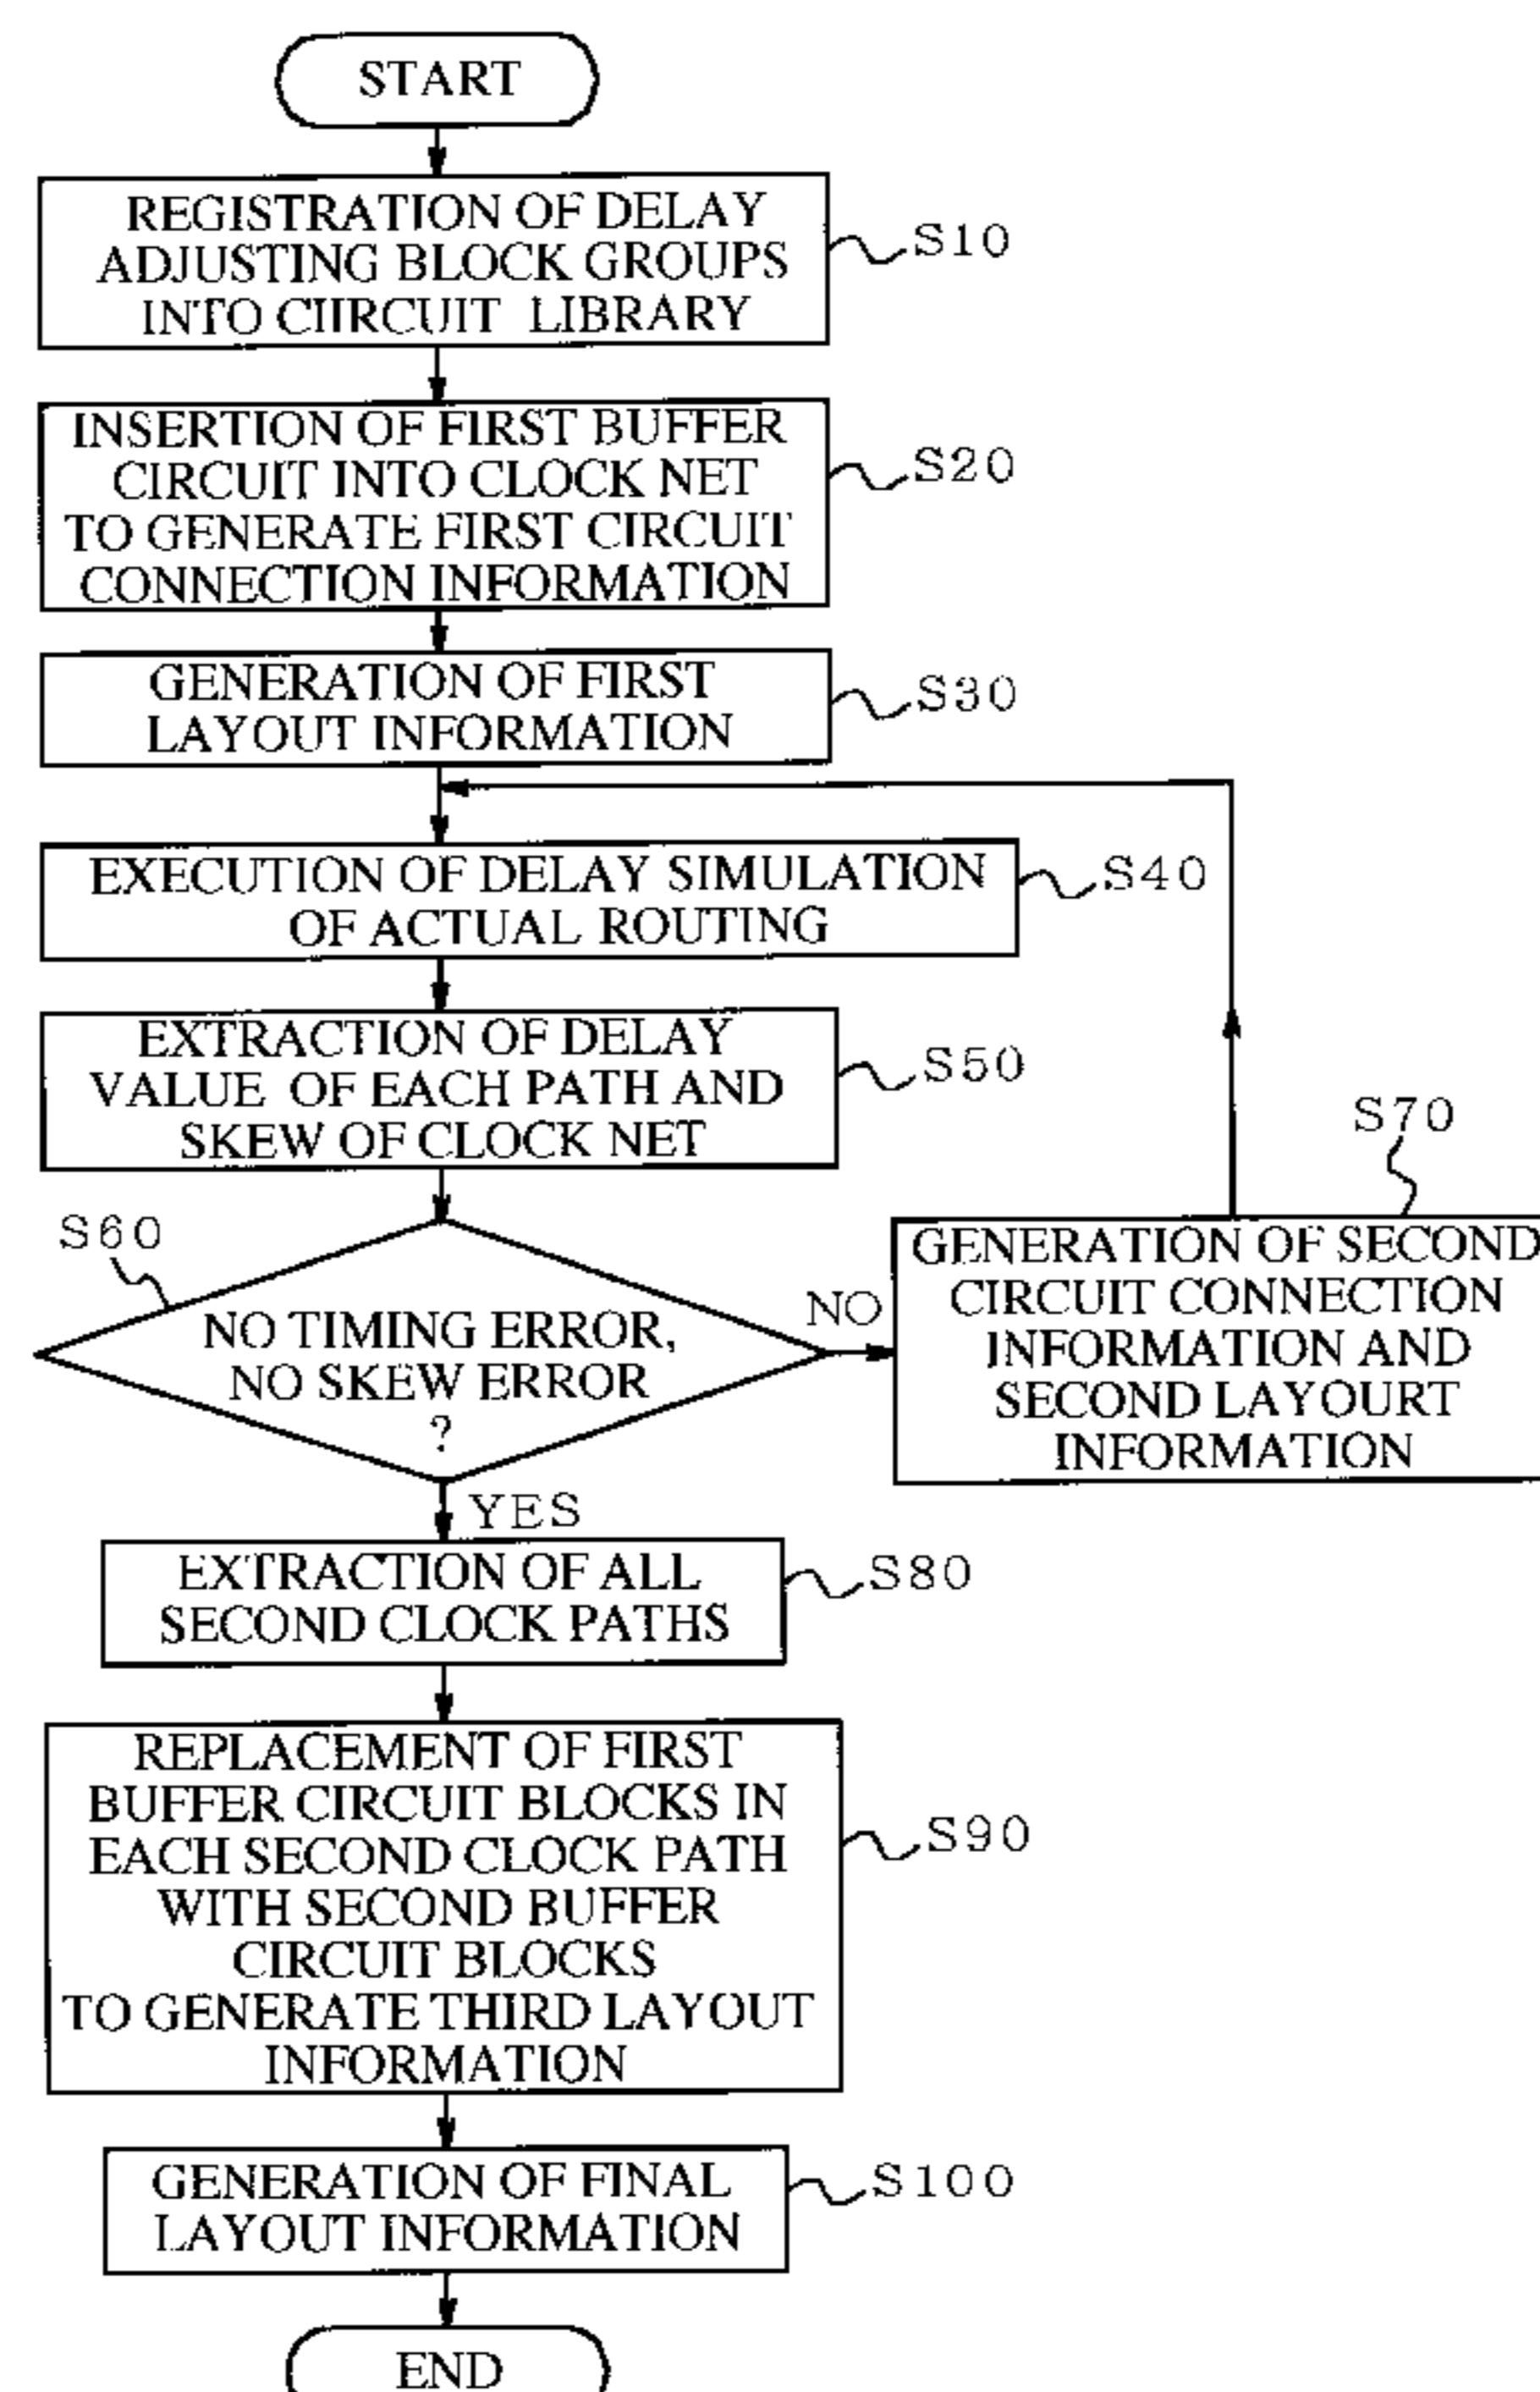 START
REGISTRATION OF DELAY
ADJUSTING BLOCK GROUPS
INTO CIIRCUIT LIBRARY
S10
INSERTION OF FIRST BUFFER
CIRCUIT INTO CLOCK NET
TO GENERATE FIRST CIRCUIT
CONNECTION INFORMATION
S20
GENERATION OF FIRST
LAYOUT INFORMATION
S30
EXECUTION OF DELAY SIMULATION
OF ACTUAL ROUTING
S40
EXTRACTION OF DELAY
VALUE OF EACH PATH AND
SKEW OF CLOCK NET
S50
S60
NO TIMING ERROR,
NO SKEW ERROR
?
NO
S70
GENERATION OF SECOND
CIRCUIT CONNECTION
INFORMATION AND
SECOND LAYOURT
INFORMATION
YES
EXTRACTION OF ALL
SECOND CLOCK PATHS
S80
REPLACEMENT OF FIRST
BUFFER CIRCUIT BLOCKS IN
EACH SECOND CLOCK PATH
WITH SECOND BUFFER
CIRCUIT BLOCKS
TO GENERATE THIRD LAYOUT
INFORMATION
S90
GENERATION OF FINAL
LAYOUT INFORMATION
S100
END